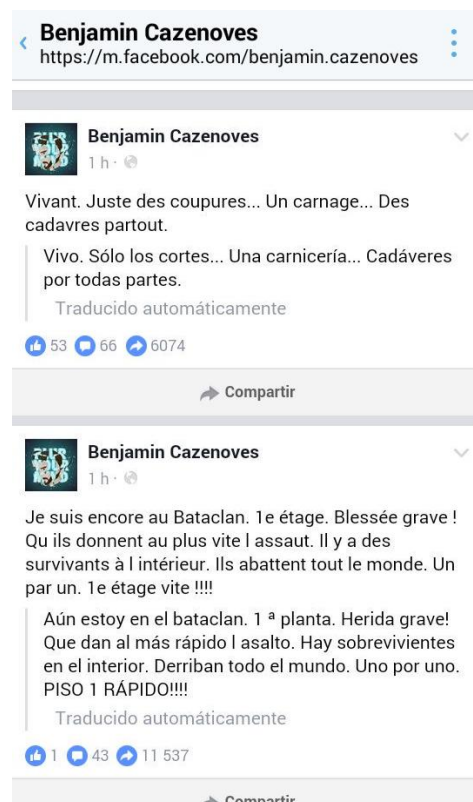 Benjamin Cazenoves
https://m.facebook.com/benjamin.cazenoves
Benjamin Cazenoves
1 h ·
Vivant. Juste des coupures... Un carnage... Des
cadavres partout.
Vivo. Sólo los cortes... Una carnicería... Cadáveres
por todas partes.
Traducido automáticamente
53 66 6074
Compartir
Benjamin Cazenoves
1 h ·
Je suis encore au Bataclan. 1e étage. Blessée grave !
Qu ils donnent au plus vite l assaut. Il y a des
survivants à l intérieur. Ils abattent tout le monde. Un
par un. 1e étage vite !!!!
Aún estoy en el bataclan. 1 ª planta. Herida grave!
Que dan al más rápido l asalto. Hay sobrevivientes
en el interior. Derriban todo el mundo. Uno por uno.
PISO 1 RÁPIDO!!!!
Traducido automáticamente
1 43 11 537
Compartir